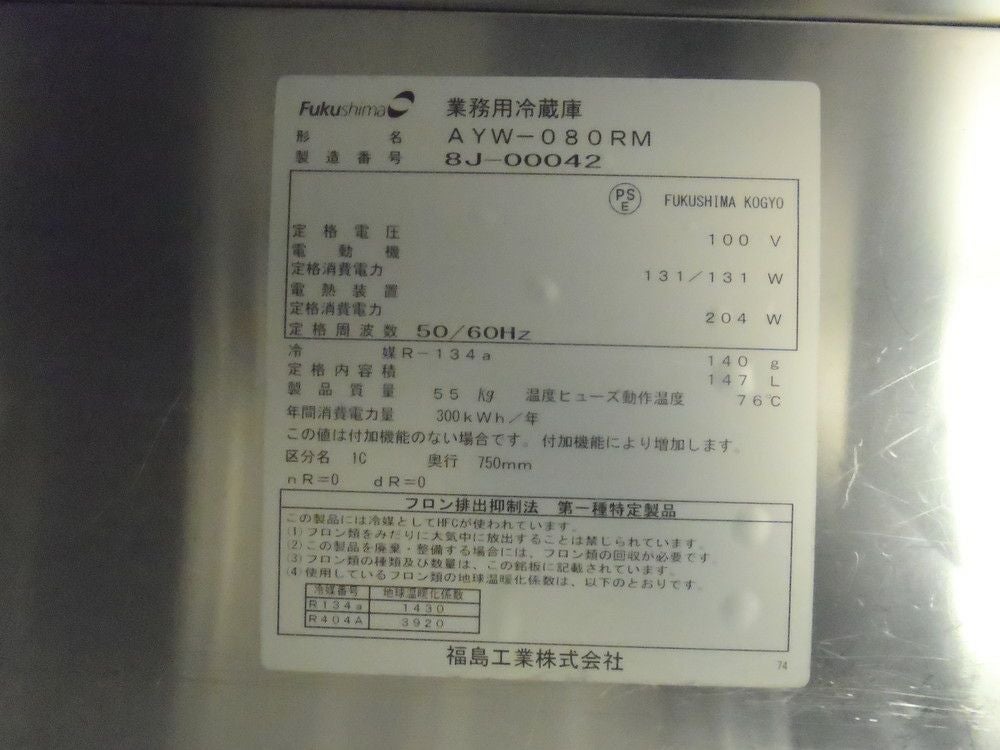 Fukushima 業務用冷蔵庫
形名 AYW-080RM
製造番号 8J-00042
PS E FUKUSHIMA KOGYO
定格電圧 100 V
電動機
定格消費電力 131/131 W
電熱装置
定格消費電力 204 W
定格周波数 50/60Hz
冷媒 R-134a 140 g
定格内容積 147 L
製品質量 55 kg 温度ヒューズ動作温度 76℃
年間消費電力量 300kWh/年
この値は付加機能のない場合です。付加機能により増加します。
区分名 1C 奥行 750mm
nR=0 dR=0
フロン排出抑制法 第一種特定製品
この製品には冷媒としてHFCが使われています。
(1)フロン類をみだりに大気中に放出することは禁じられています。
(2)この製品を廃棄・整備する場合には、フロン類の回収が必要です。
(3)フロン類の種類及び数量は、この銘板に記載されています。
(4)使用しているフロン類の地球温暖化係数は、以下のとおりです。
冷媒番号 地球温暖化係数
R134a 1430
R404A 3920
福島工業株式会社
74